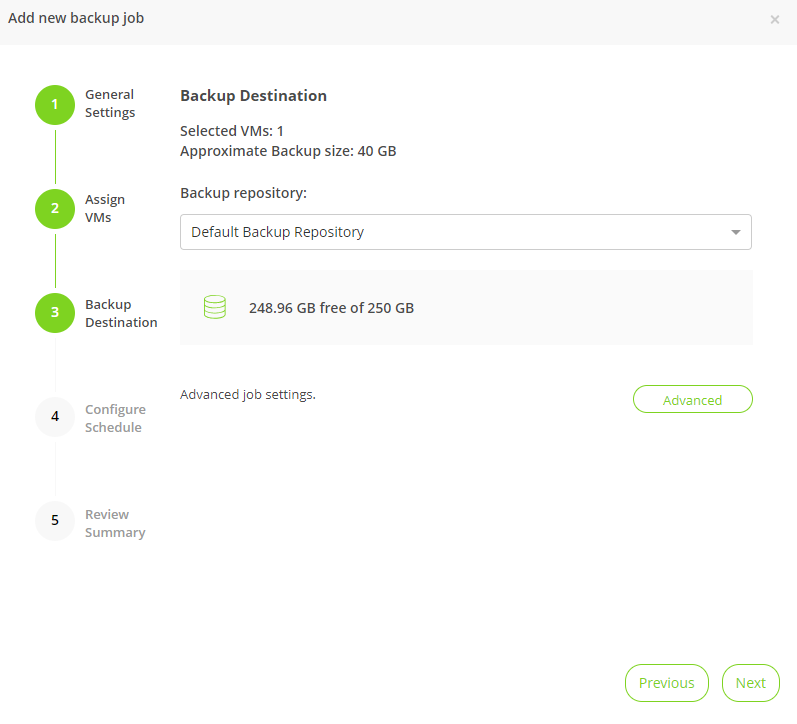 Add new backup job
×
1
General
Settings
2
Assign
VMs
3
Backup
Destination
4
Configure
Schedule
5
Review
Summary
Backup Destination
Selected VMs: 1
Approximate Backup size: 40 GB
Backup repository:
Default Backup Repository
248.96 GB free of 250 GB
Advanced job settings.
Advanced
Previous
Next